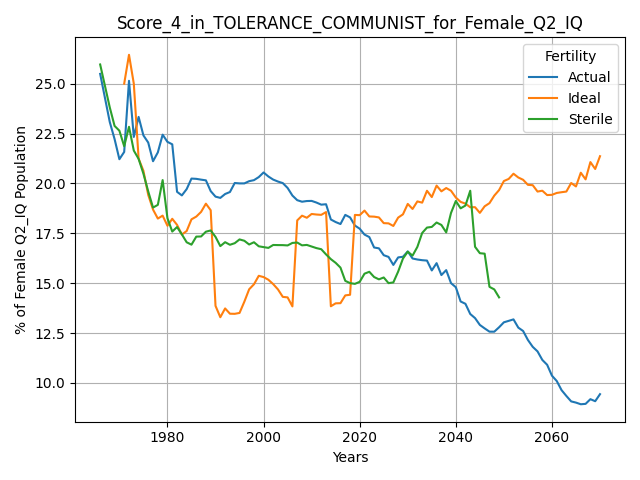 Score_4_in_TOLERANCE_COMMUNIST_for_Female_Q2_IQ
Fertility
Actual
Ideal
Sterile
% of Female Q2_IQ Population
25.0
22.5
20.0
17.5
15.0
12.5
10.0
1980
2000
2020
2040
2060
Years